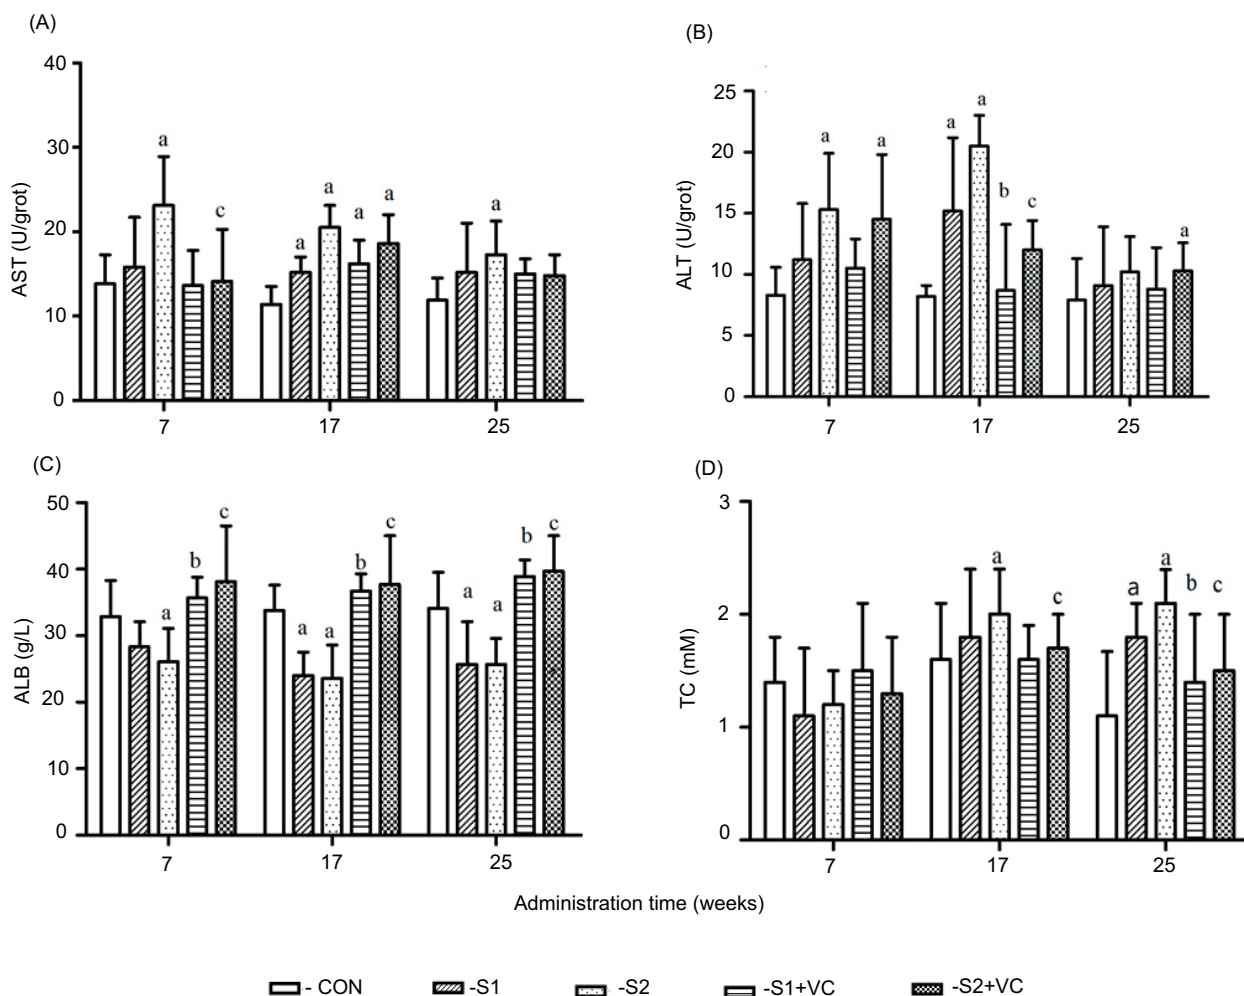 (A)
AST (U/grot)
40
30
20
10
0
a
c
a
a
a
a
a
7
17
25
(B)
ALT (U/grot)
25
20
15
10
5
0
a
a
a
a
b
c
a
7
17
25
(C)
ALB (g/L)
50
40
30
20
10
0
a
b
c
a
a
b
c
a
a
b
c
7
17
25
(D)
TC (mM)
3
2
1
0
a
c
a
a
b
c
7
17
25
Administration time (weeks)
- CON
-S1
-S2
-S1+VC
-S2+VC